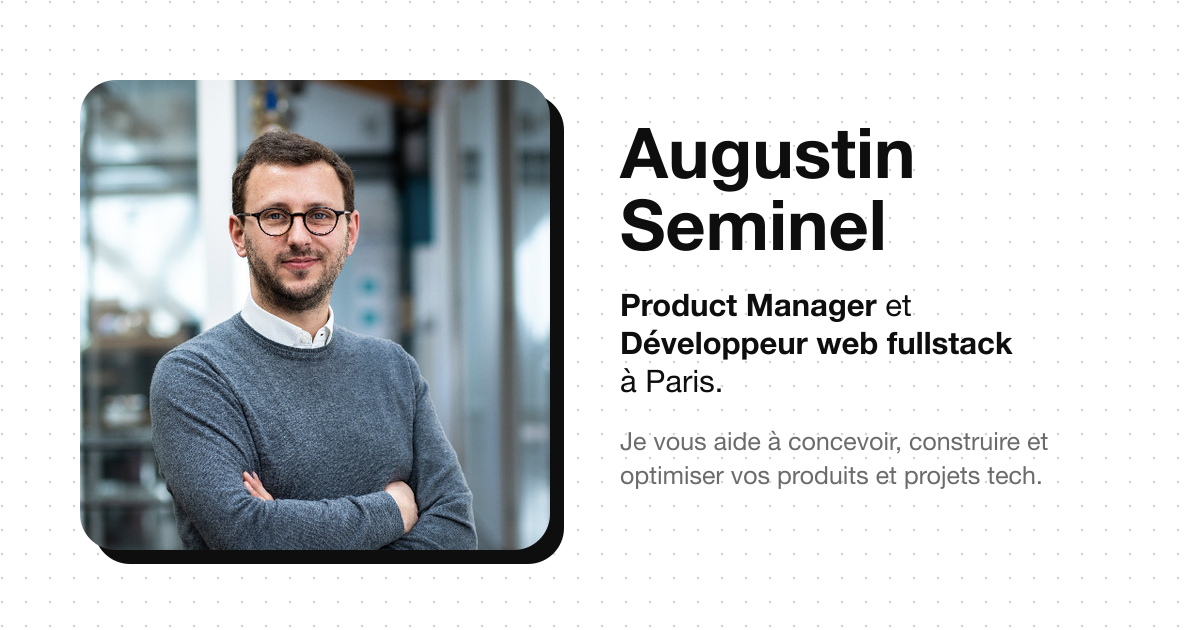 Augustin
Seminel
Product Manager et
Développeur web fullstack
à Paris.
Je vous aide à concevoir, construire et
optimiser vos produits et projets tech.